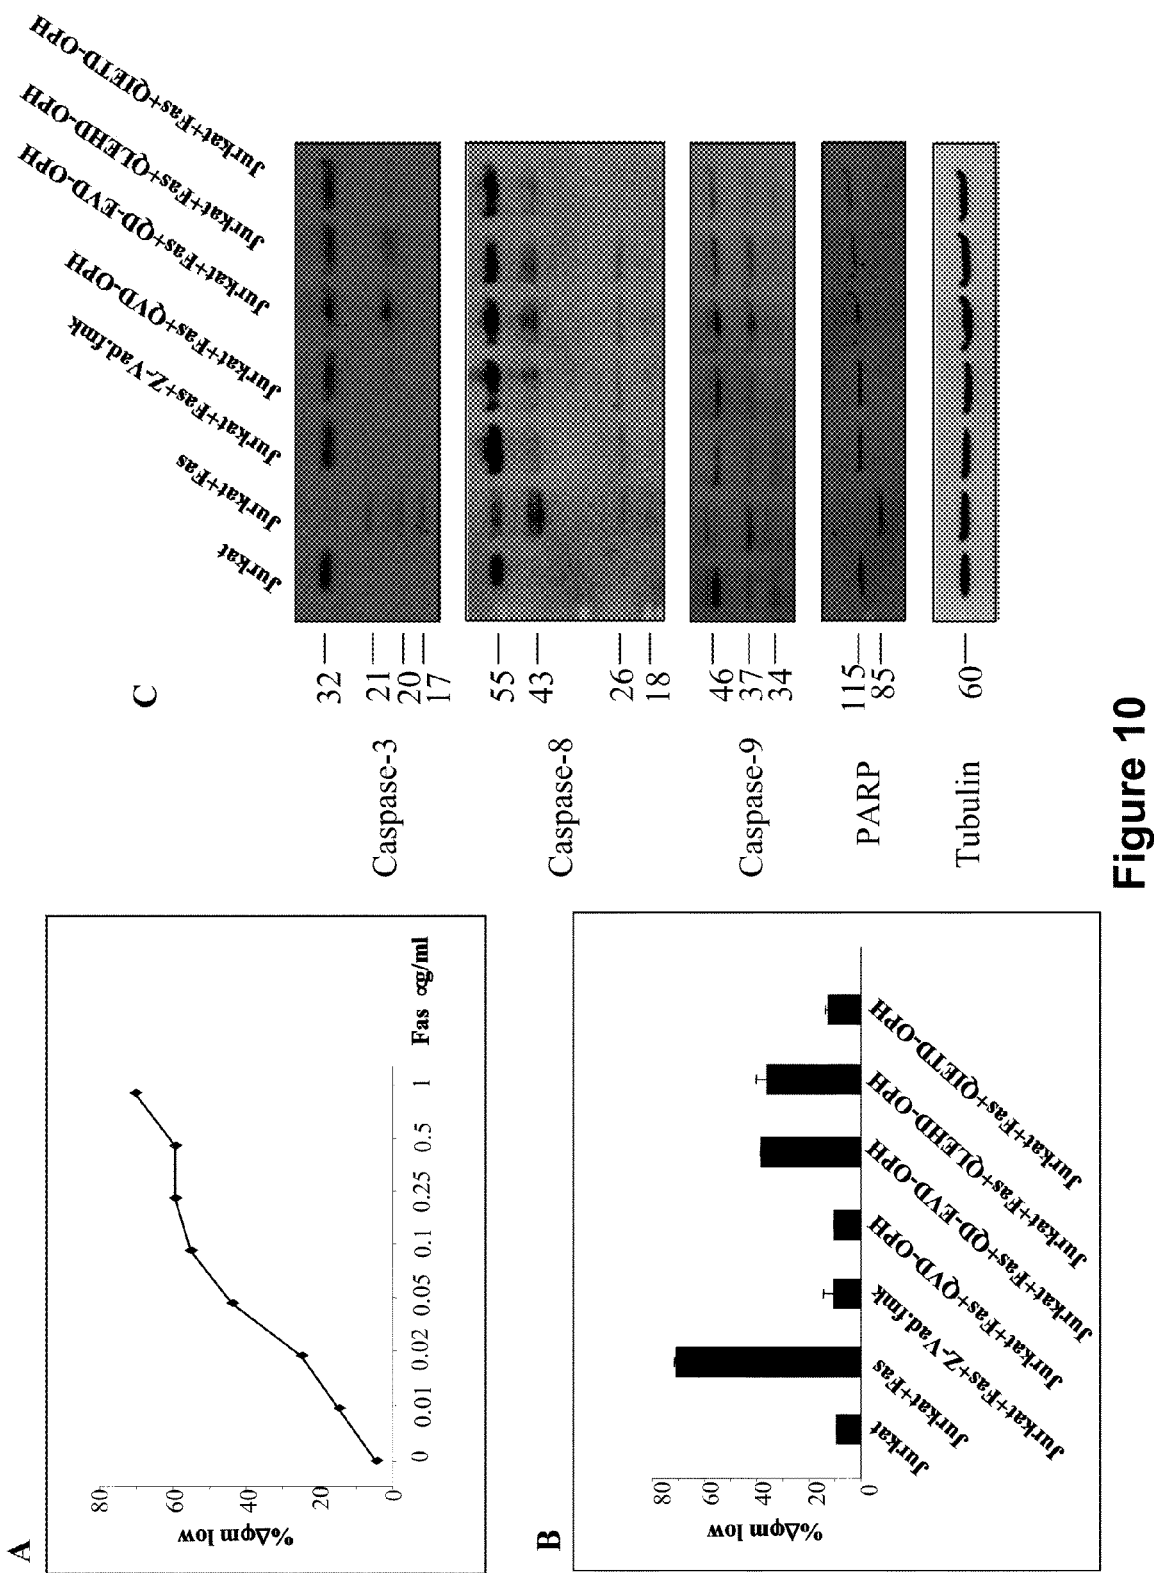 A
%Δφm low
80
60
40
20
0
0 0.01 0.02 0.05 0.1 0.25 0.5 1
Fas αg/ml
B
%Δφm low
80
60
40
20
0
Jurkat
Jurkat+Fas
Jurkat+Fas+Z-Vad.fmk
Jurkat+Fas+QVD-OPH
Jurkat+Fas+QD-EVD-OPH
Jurkat+Fas+QLEHD-OPH
Jurkat+Fas+QIETD-OPH
C
Jurkat
Jurkat+Fas
Jurkat+Fas+Z-Vad.fmk
Jurkat+Fas+QVD-OPH
Jurkat+Fas+QD-EVD-OPH
Jurkat+Fas+QLEHD-OPH
Jurkat+Fas+QIETD-OPH
Caspase-3
32
21
20
17
Caspase-8
55
43
26
18
Caspase-9
46
37
34
PARP
115
85
Tubulin
60
Figure 10